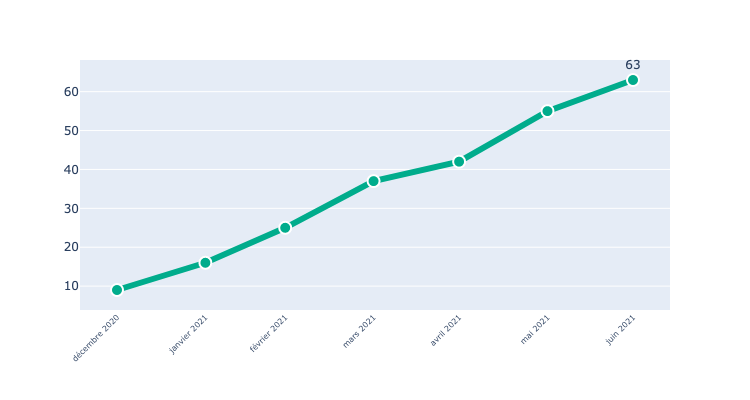 63
60
50
40
30
20
10
décembre 2020
janvier 2021
février 2021
mars 2021
avril 2021
mai 2021
juin 2021